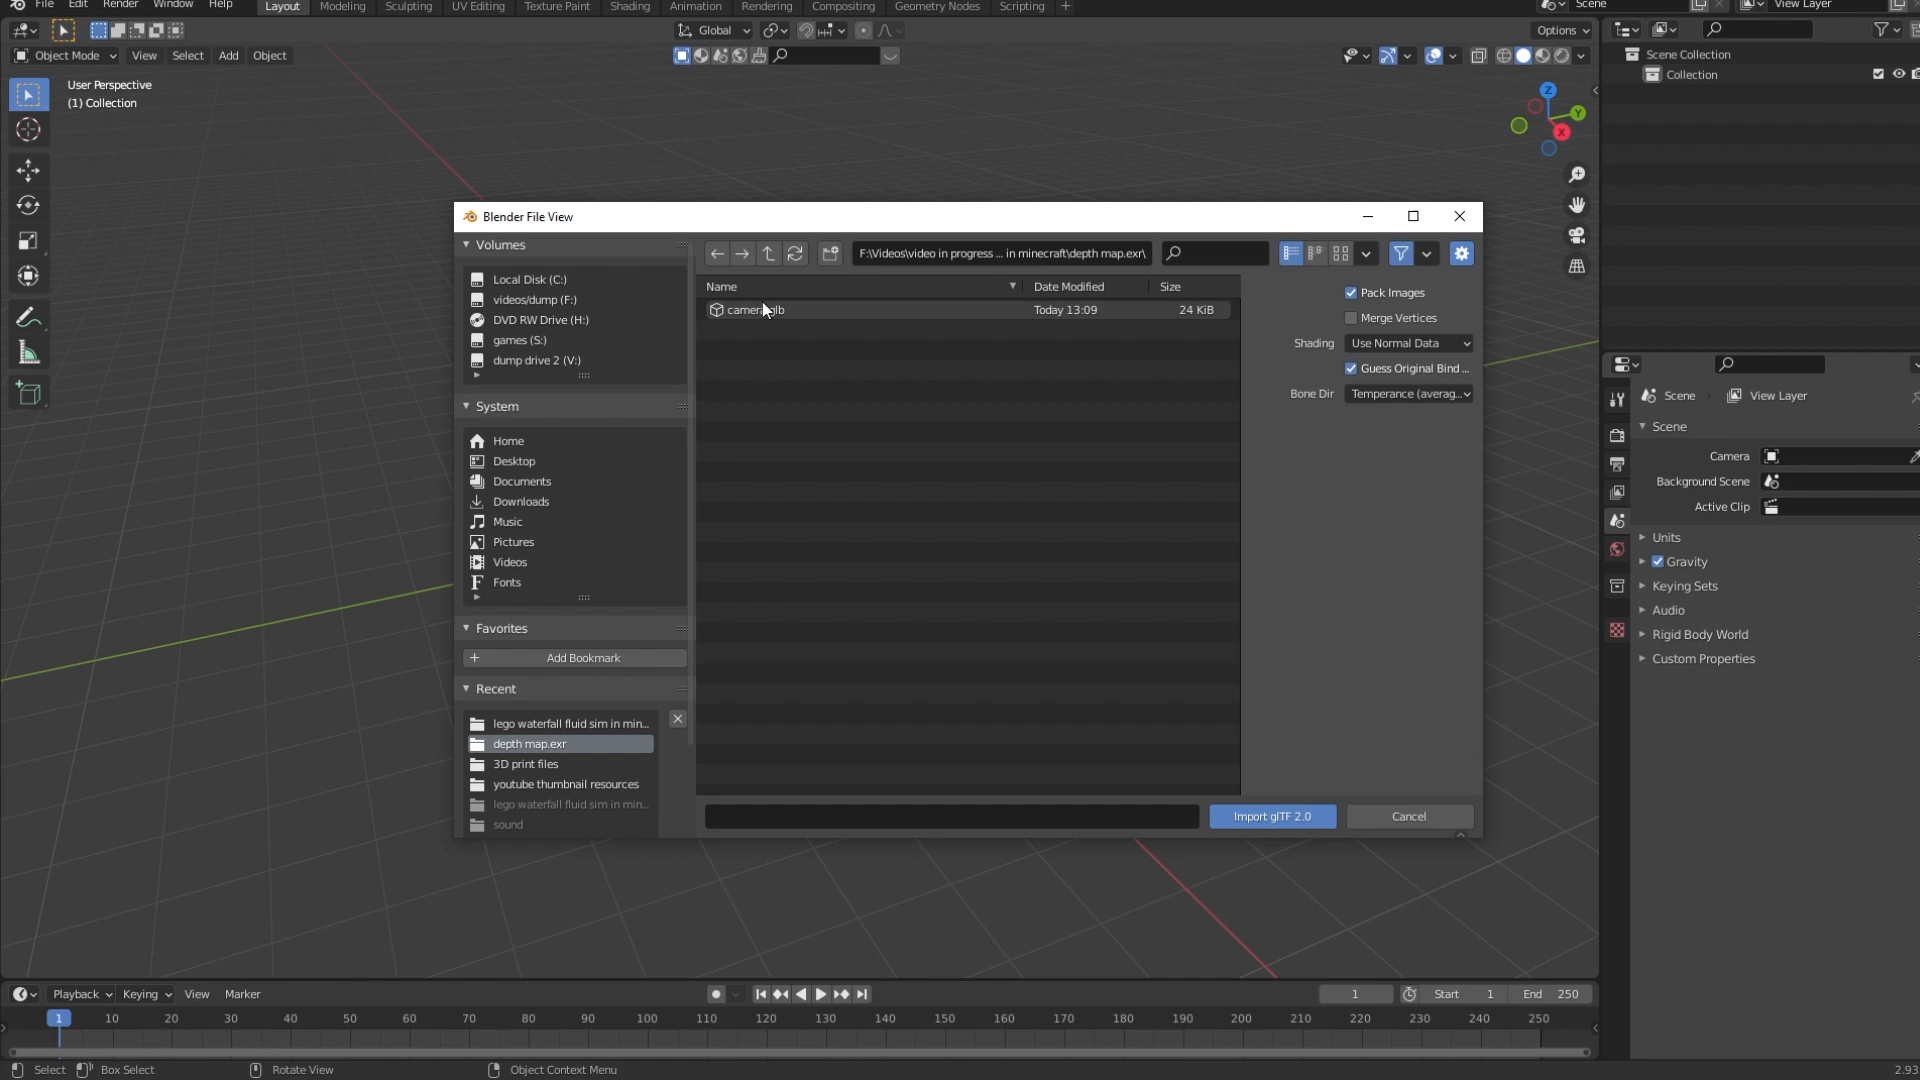 File Edit Render Window Help Layout Modeling Sculpting UV Editing Texture Paint Shading Animation Rendering Compositing Geometry Nodes Scripting + Scene View Layer
Global Options
Object Mode View Select Add Object
User Perspective
(1) Collection
Z
Y
X
Scene Collection
Collection
Blender File View
Volumes
Local Disk (C:)
videos/dump (F:)
DVD RW Drive (H:)
games (S:)
dump drive 2 (V:)
System
Home
Desktop
Documents
Downloads
Music
Pictures
Videos
Fonts
Favorites
+ Add Bookmark
Recent
lego waterfall fluid sim in min...
depth map.exr
3D print files
youtube thumbnail resources
lego waterfall fluid sim in min...
sound
F:\Videos\video in progress ... in minecraft\depth map.exr\
Name Date Modified Size
Today 13:09 24 KiB
Pack Images
Merge Vertices
Shading Use Normal Data
Guess Original Bind ...
Bone Dir Temperance (averag...
Import glTF 2.0 Cancel
Scene View Layer
Scene
Camera
Background Scene
Active Clip
Units
Gravity
Keying Sets
Audio
Rigid Body World
Custom Properties
Playback Keying View Marker 1 Start 1 End 250
1 10 20 30 40 50 60 70 80 90 100 110 120 130 140 150 160 170 180 190 200 210 220 230 240 250
Select Box Select Rotate View Object Context Menu 2.93